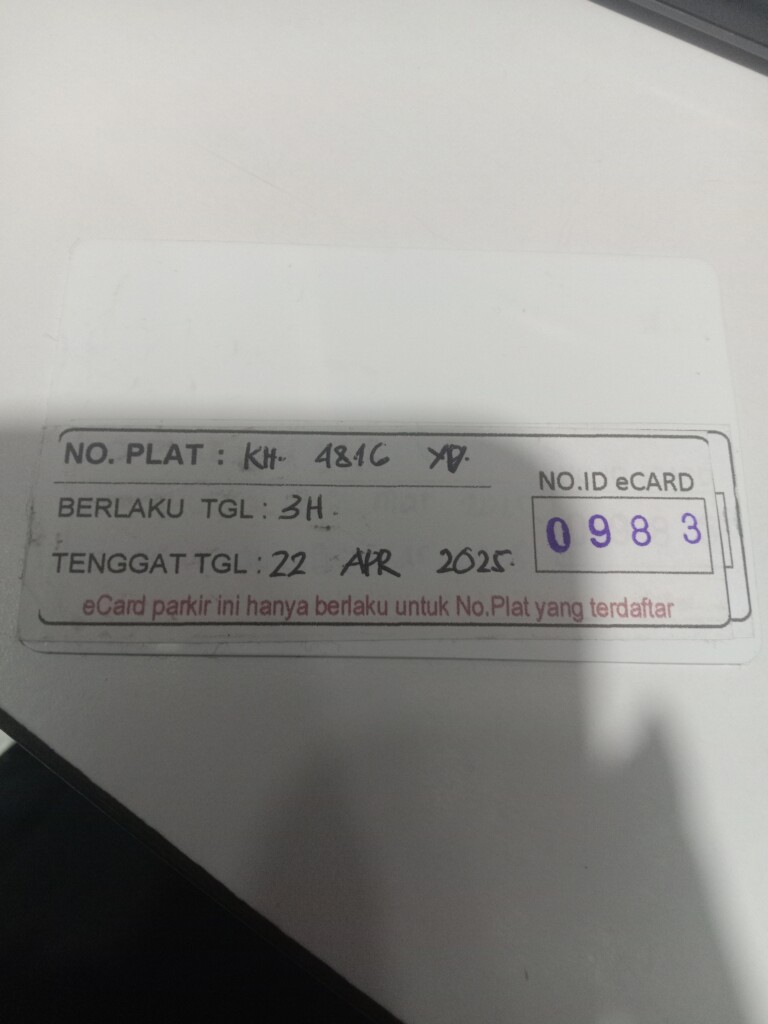 NO. PLAT : KH 4816 YD
NO.ID eCARD
BERLAKU TGL : 3H
0983
TENGGAT TGL : 22 APR 2025
eCard parkir ini hanya berlaku untuk No.Plat yang terdaftar